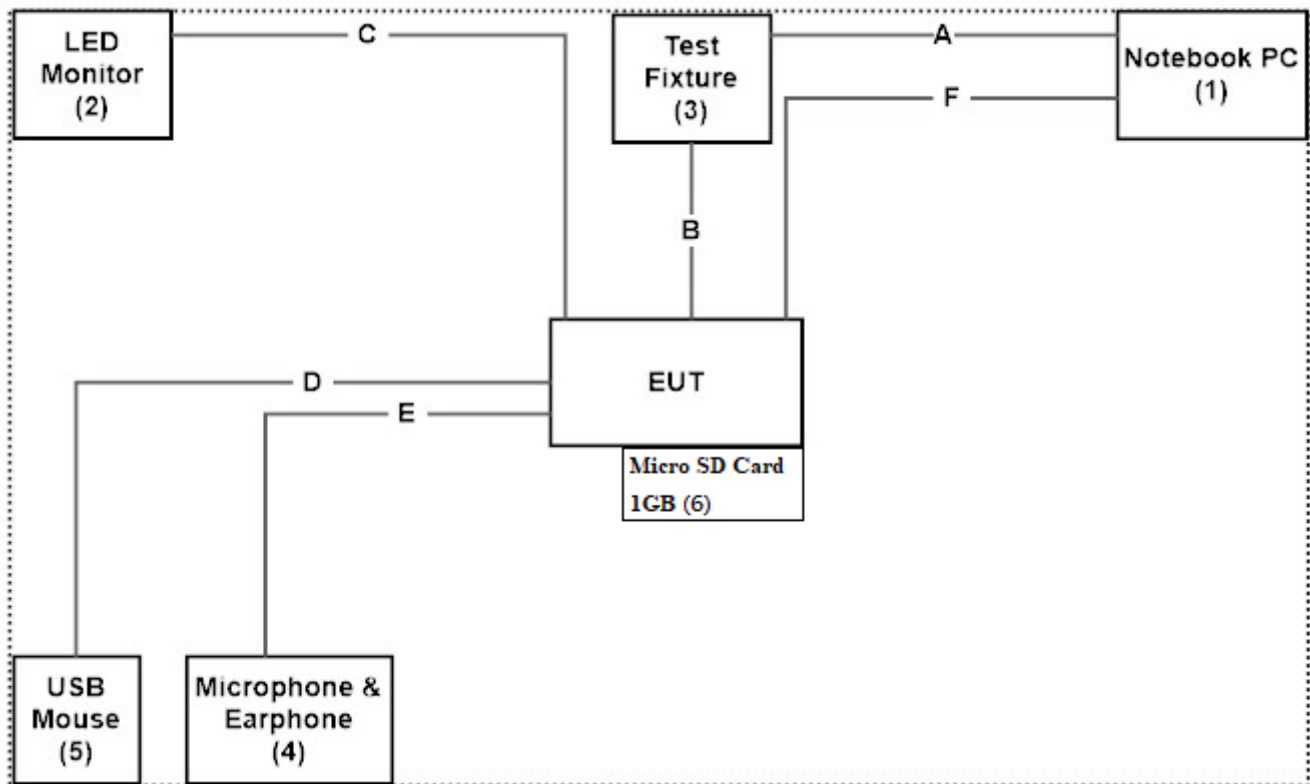 LED
Monitor
(2)
C
Test
Fixture
(3)
A
F
Notebook PC
(1)
B
EUT
D
E
Micro SD Card
1GB (6)
USB
Mouse
(5)
Microphone &
Earphone
(4)